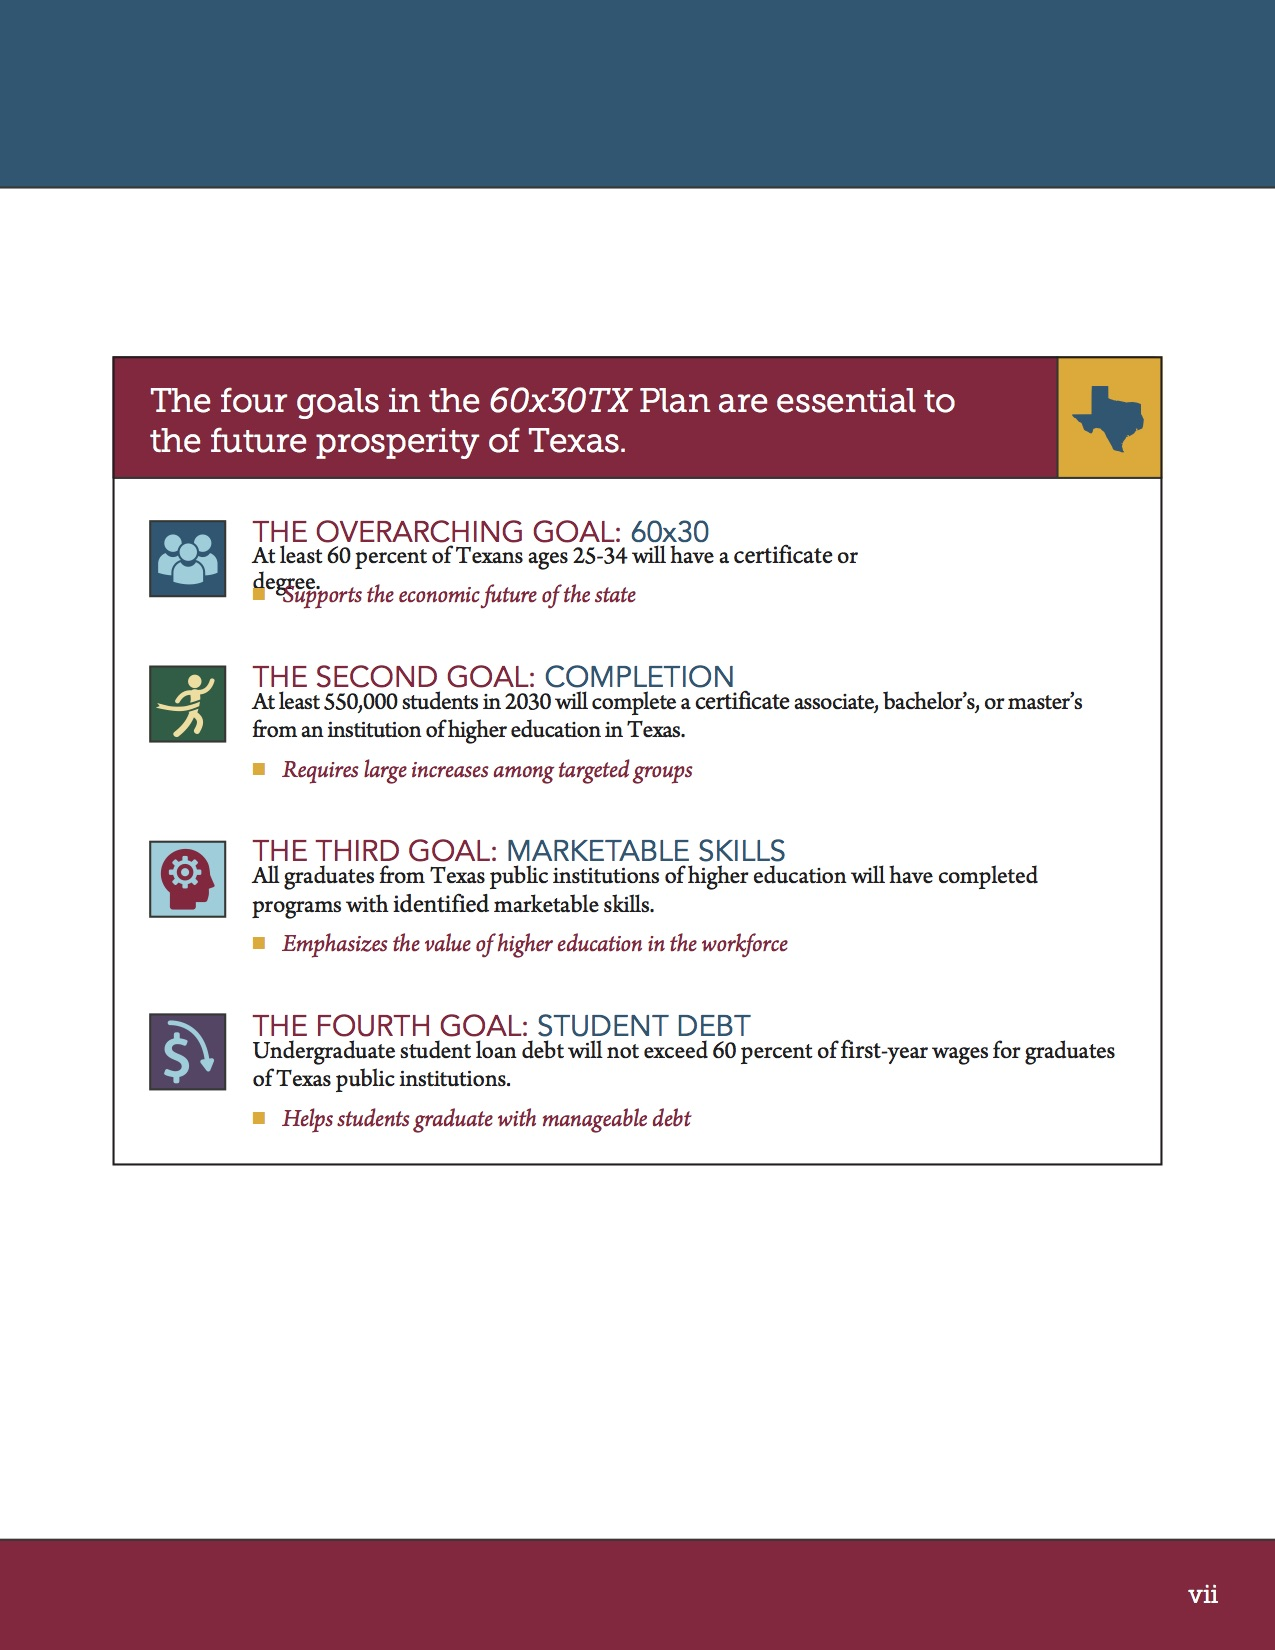 The four goals in the 60x30TX Plan are essential to
the future prosperity of Texas.
THE OVERARCHING GOAL: 60x30
At least 60 percent of Texans ages 25-34 will have a certificate or
degree.
■ Supports the economic future of the state
THE SECOND GOAL: COMPLETION
At least 550,000 students in 2030 will complete a certificate associate, bachelor’s, or master’s
from an institution of higher education in Texas.
■ Requires large increases among targeted groups
THE THIRD GOAL: MARKETABLE SKILLS
All graduates from Texas public institutions of higher education will have completed
programs with identified marketable skills.
■ Emphasizes the value of higher education in the workforce
$
THE FOURTH GOAL: STUDENT DEBT
Undergraduate student loan debt will not exceed 60 percent of first-year wages for graduates
of Texas public institutions.
■ Helps students graduate with manageable debt
vii